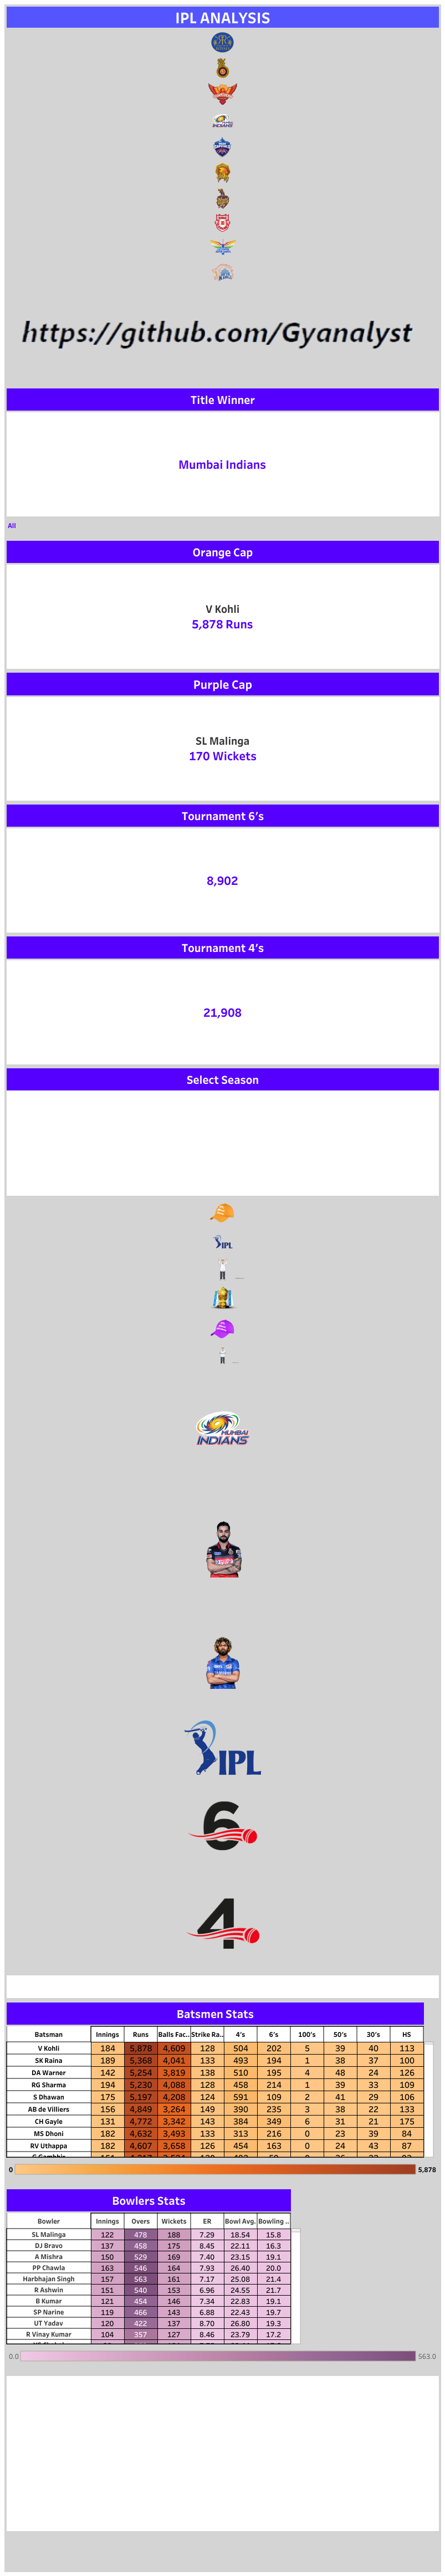 IPL ANALYSIS
INDIANS
CAPITALS
https://github.com/Gyanalyst
Title Winner
Mumbai Indians
All
Orange Cap
V Kohli
5,878 Runs
Purple Cap
SL Malinga
170 Wickets
Tournament 6's
8,902
Tournament 4's
21,908
Select Season
IPL
MUMBAI
INDIANS
IPL
6
4
Batsmen Stats
Batsman Innings Runs Balls Fac.. Strike Ra.. 4's 6's 100's 50's 30's HS
V Kohli 184 5,878 4,609 128 504 202 5 39 40 113
SK Raina 189 5,368 4,041 133 493 194 1 38 37 100
DA Warner 142 5,254 3,819 138 510 195 4 48 24 126
RG Sharma 194 5,230 4,088 128 458 214 1 39 33 109
S Dhawan 175 5,197 4,208 124 591 109 2 41 29 106
AB de Villiers 156 4,849 3,264 149 390 235 3 38 22 133
CH Gayle 131 4,772 3,342 143 384 349 6 31 21 175
MS Dhoni 182 4,632 3,493 133 313 216 0 23 39 84
RV Uthappa 182 4,607 3,658 126 454 163 0 24 43 87
0 5,878
Bowlers Stats
Bowler Innings Overs Wickets ER Bowl Avg. Bowling ..
SL Malinga 122 478 188 7.29 18.54 15.8
DJ Bravo 137 458 175 8.45 22.11 16.3
A Mishra 150 529 169 7.40 23.15 19.1
PP Chawla 163 546 164 7.93 26.40 20.0
Harbhajan Singh 157 563 161 7.17 25.08 21.4
R Ashwin 151 540 153 6.96 24.55 21.7
B Kumar 121 454 146 7.34 22.83 19.1
SP Narine 119 466 143 6.88 22.43 19.7
UT Yadav 120 422 137 8.70 26.80 19.3
R Vinay Kumar 104 357 127 8.46 23.79 17.2
0.0 563.0